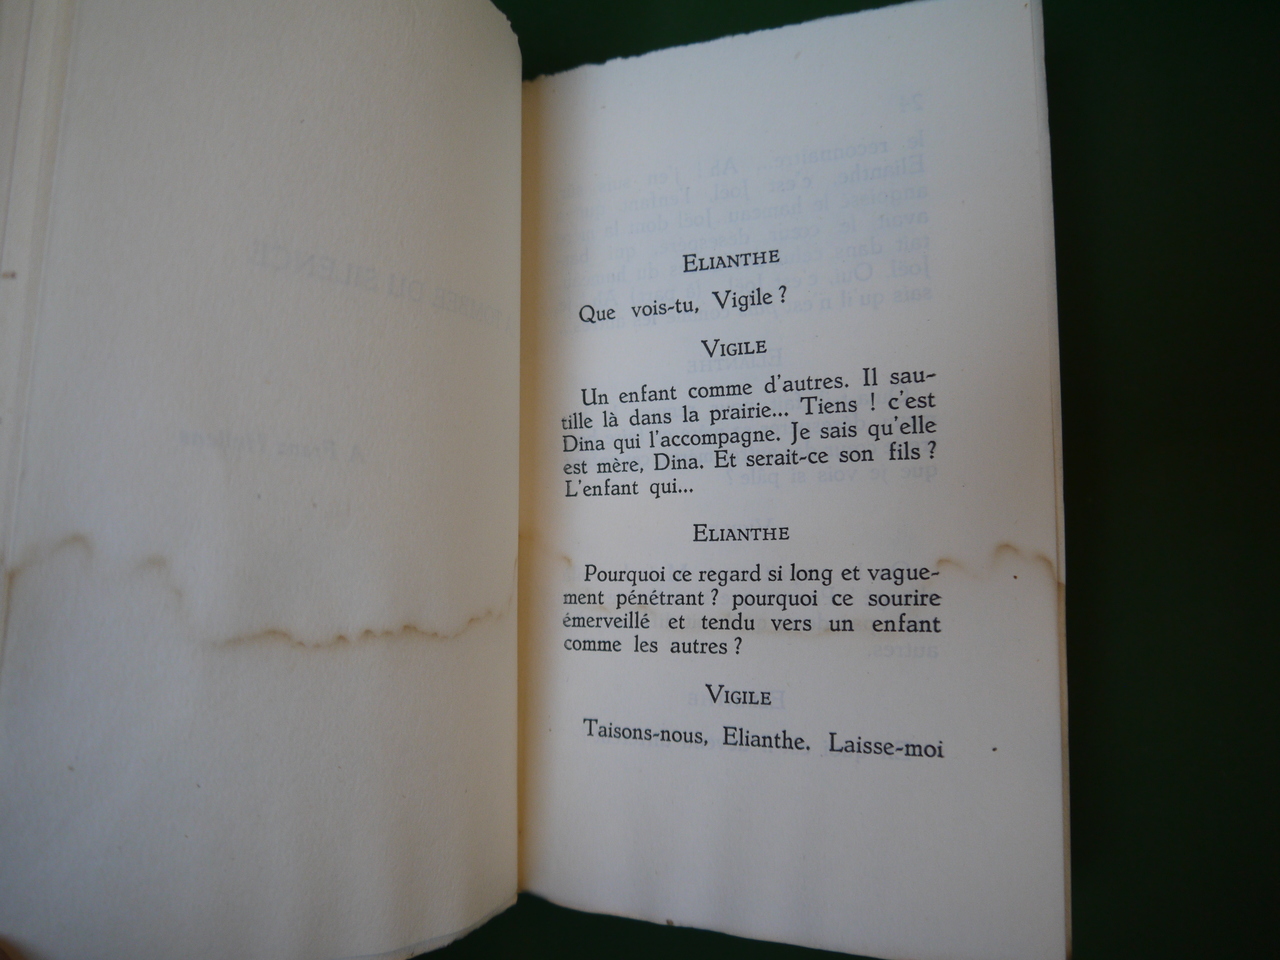 ELIANTHE
Que vois-tu, Vigile ?
VIGILE
Un enfant comme d'autres. Il sau-
tille là dans la prairie... Tiens ! c'est
Dina qui l'accompagne. Je sais qu'elle
est mère, Dina. Et serait-ce son fils ?
L'enfant qui...
ELIANTHE
Pourquoi ce regard si long et vague-
ment pénétrant ? pourquoi ce sourire
émerveillé et tendu vers un enfant
comme les autres ?
VIGILE
Taisons-nous, Elianthe. Laisse-moi